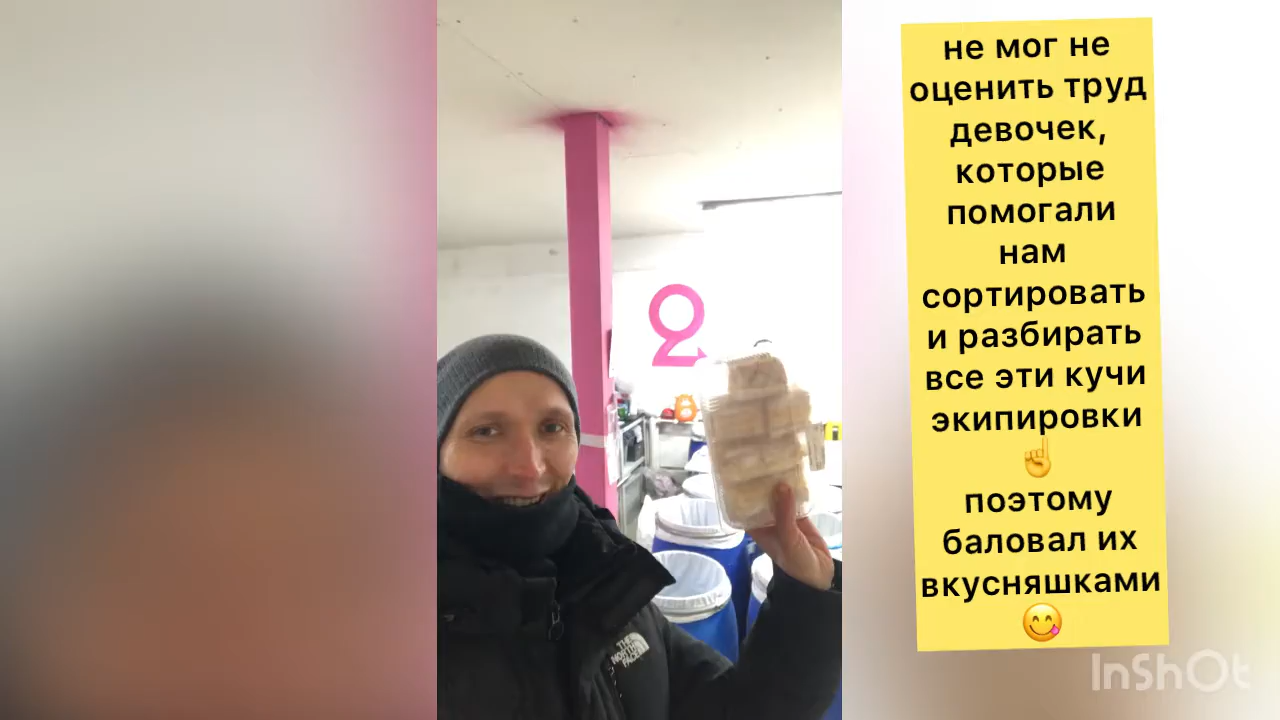 не мог не
оценить труд
девочек,
которые
помогали
нам
сортировать
и разбирать
все эти кучи
экипировки
☝
поэтому
баловал их
вкусняшками
😋
THE
NORTH
FACE
InShOt